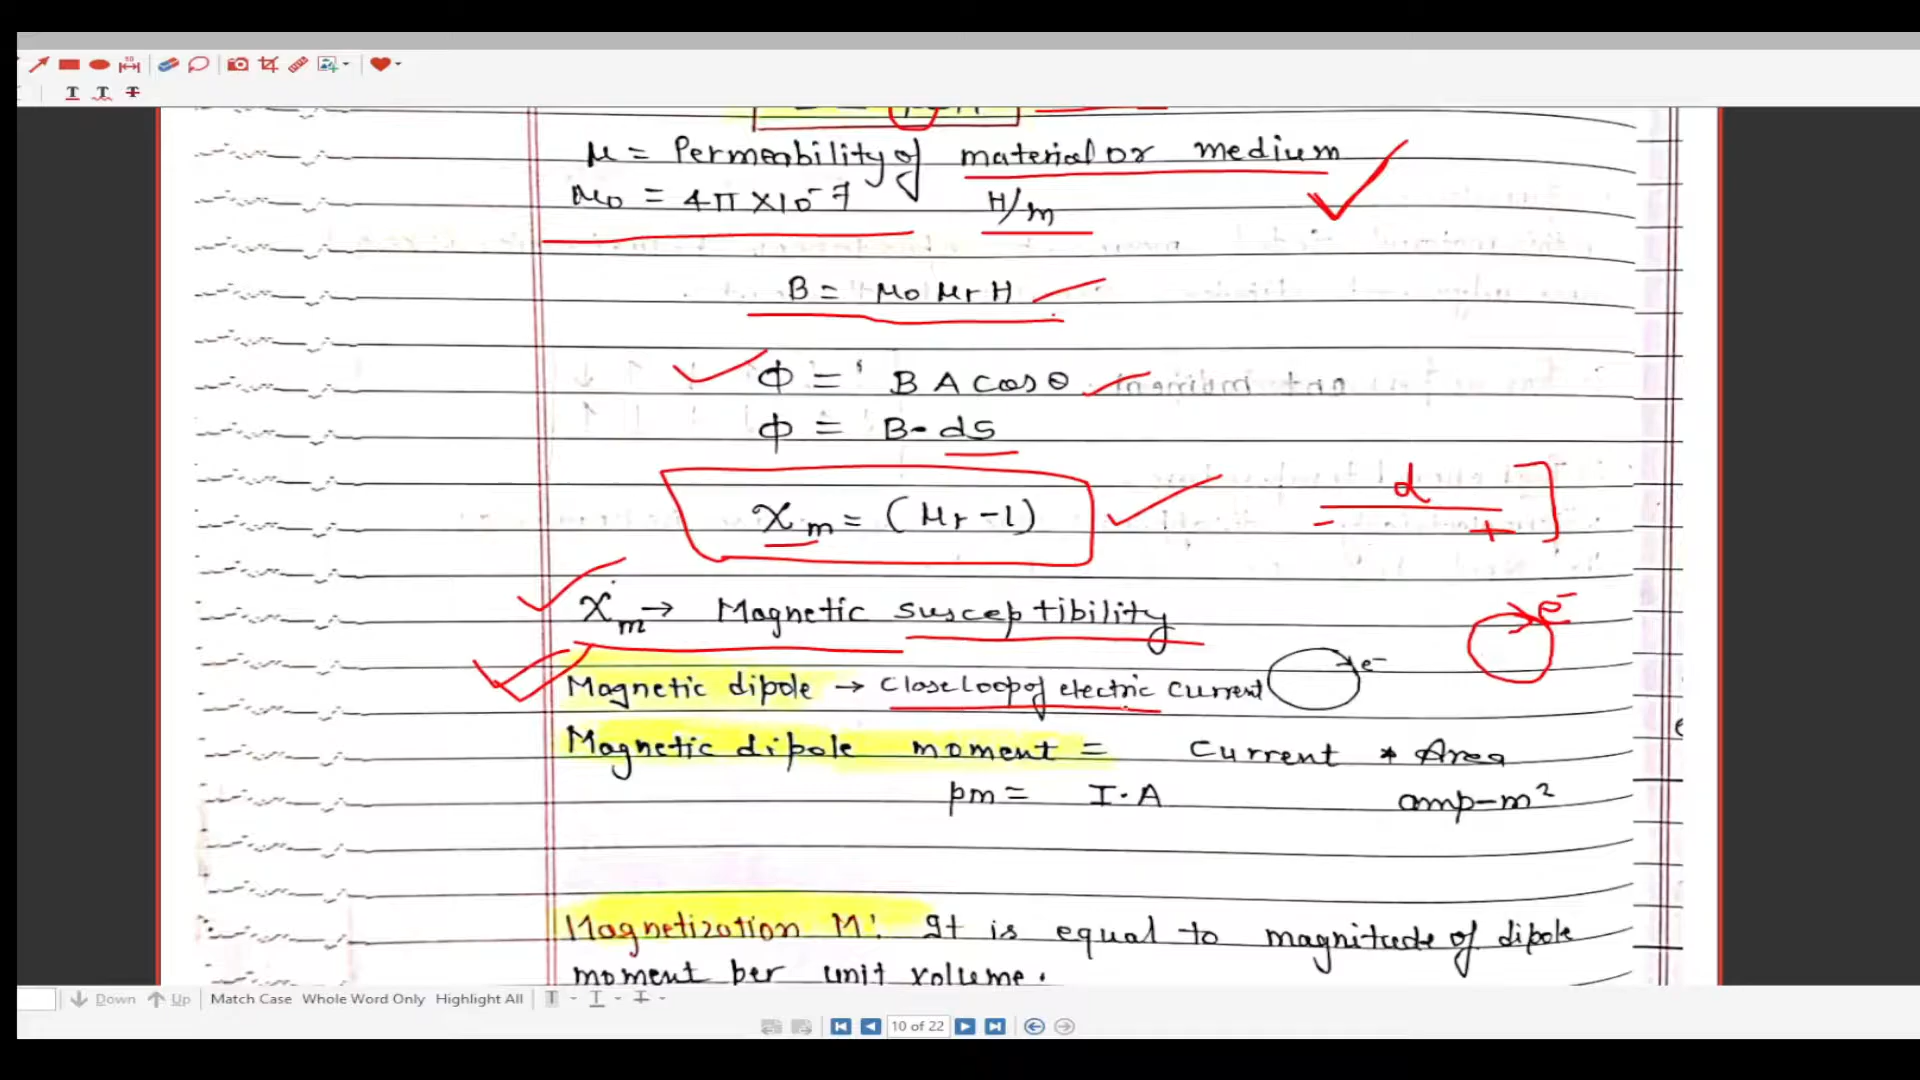 μ = Permeability of material or medium
μ0 = 4π×10⁻⁷ H/m
B = μ0 μr H
Φ = BA cosθ
Φ = B·ds
χm = (μr-1)
d
- +
χm → Magnetic susceptibility
e⁻
Magnetic dipole → Close loop of electric current e⁻
Magnetic dipole moment = Current * Area
pm = I·A amp-m²
Magnetization M: It is equal to magnitude of dipole
moment per unit volume.
Down Up Match Case Whole Word Only Highlight All
10 of 22